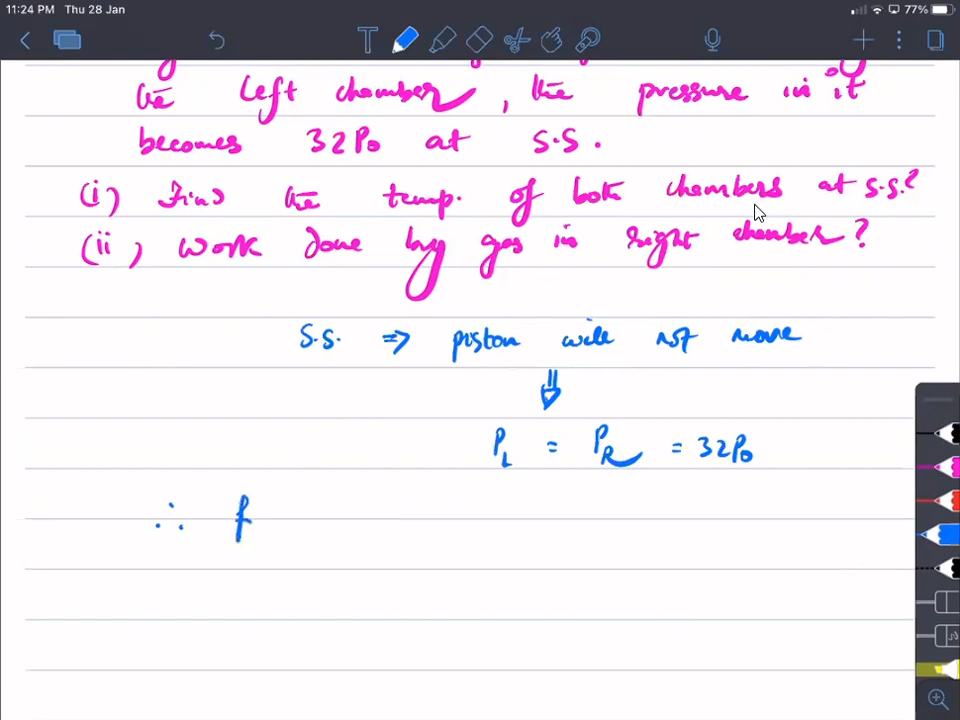 11:24 PM Thu 28 Jan 77%
the left chamber, the pressure in it
becomes 32P0 at S.S.
(i) Find the temp. of both chambers at s.s?
(ii) work done by gas in right chamber?
S.S. => piston will not move
⇓
PL = PR = 32P0
∴ f